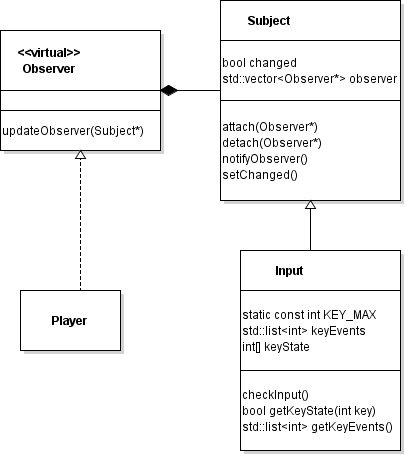 <<virtual>>
Observer
updateObserver(Subject*)
Subject
bool changed
std::vector<Observer*> observer
attach(Observer*)
detach(Observer*)
notifyObserver()
setChanged()
Player
Input
static const int KEY_MAX
std::list<int> keyEvents
int[] keyState
checkInput()
bool getKeyState(int key)
std::list<int> getKeyEvents()